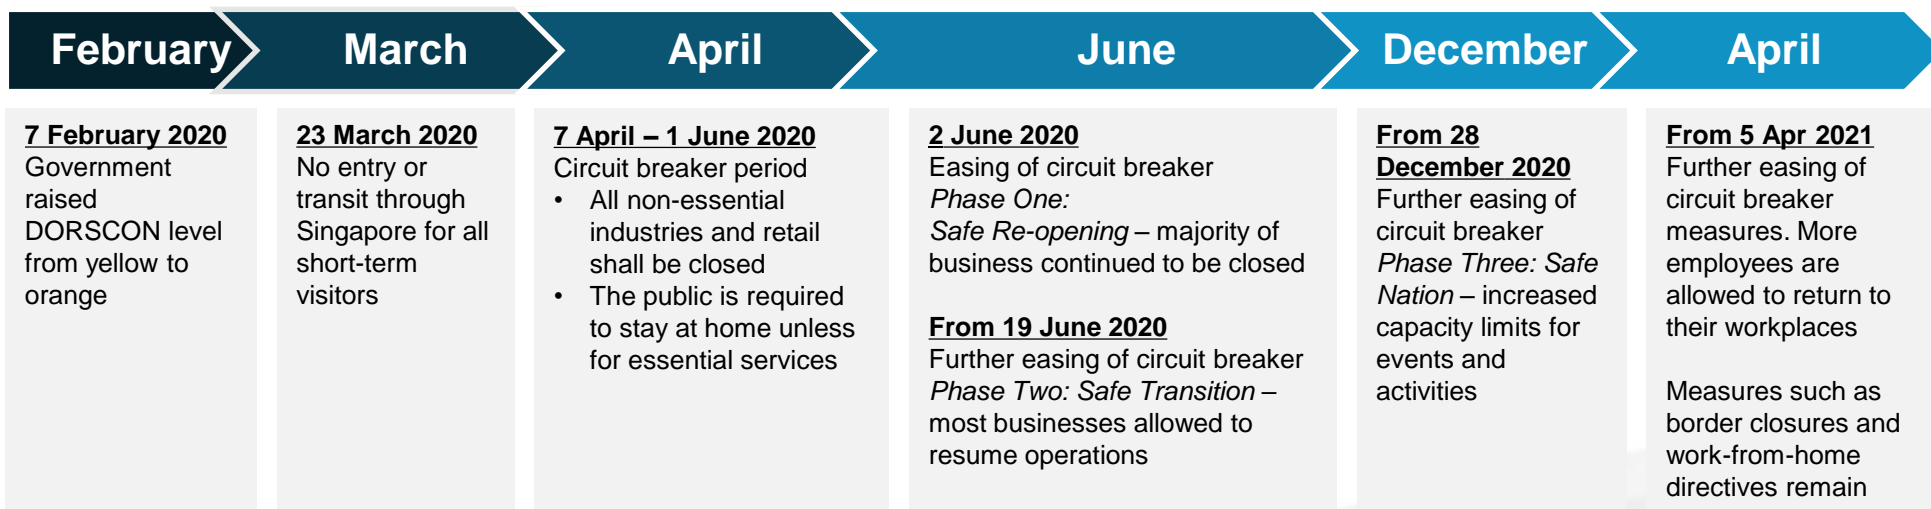 February
March
April
June
December
April
7 February 2020
Government
raised
DORSCON level
from yellow to
orange
23 March 2020
No entry or
transit through
Singapore for all
short-term
visitors
7 April – 1 June 2020
Circuit breaker period
• All non-essential
industries and retail
shall be closed
• The public is required
to stay at home unless
for essential services
2 June 2020
Easing of circuit breaker
Phase One:
Safe Re-opening – majority of
business continued to be closed
From 19 June 2020
Further easing of circuit breaker
Phase Two: Safe Transition –
most businesses allowed to
resume operations
From 28
December 2020
Further easing of
circuit breaker
Phase Three: Safe
Nation – increased
capacity limits for
events and
activities
From 5 Apr 2021
Further easing of
circuit breaker
measures. More
employees are
allowed to return to
their workplaces
Measures such as
border closures and
work-from-home
directives remain